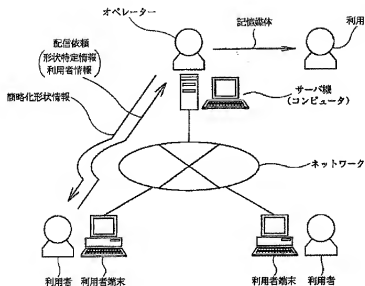 オペレーター
記憶媒体
利用
配信依頼
(形状特定情報
利用者情報)
簡略化形状情報
サーバ機
(コンピュータ)
ネットワーク
利用者
利用者端末
利用者端末
利用者